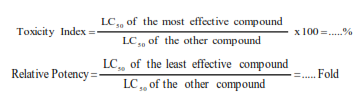 Toxicity Index = LC₅₀ of the most effective compound / LC₅₀ of the other compound x 100 = .....%
Relative Potency = LC₅₀ of the least effective compound / LC₅₀ of the other compound = ..... Fold